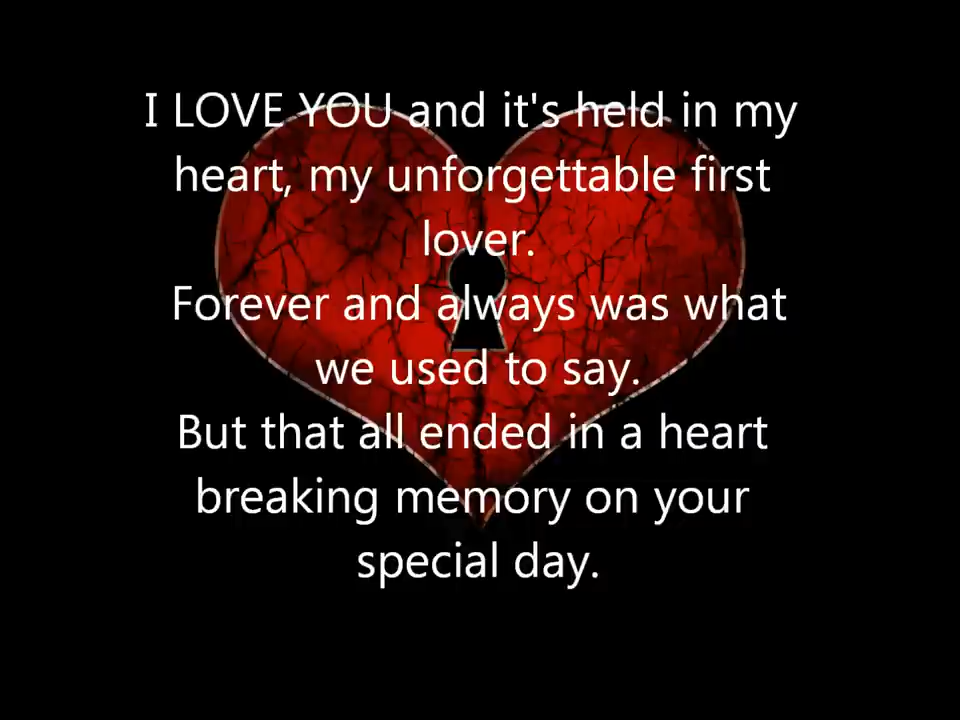 I LOVE YOU and it's held in my
heart, my unforgettable first
lover.
Forever and always was what
we used to say.
But that all ended in a heart
breaking memory on your
special day.